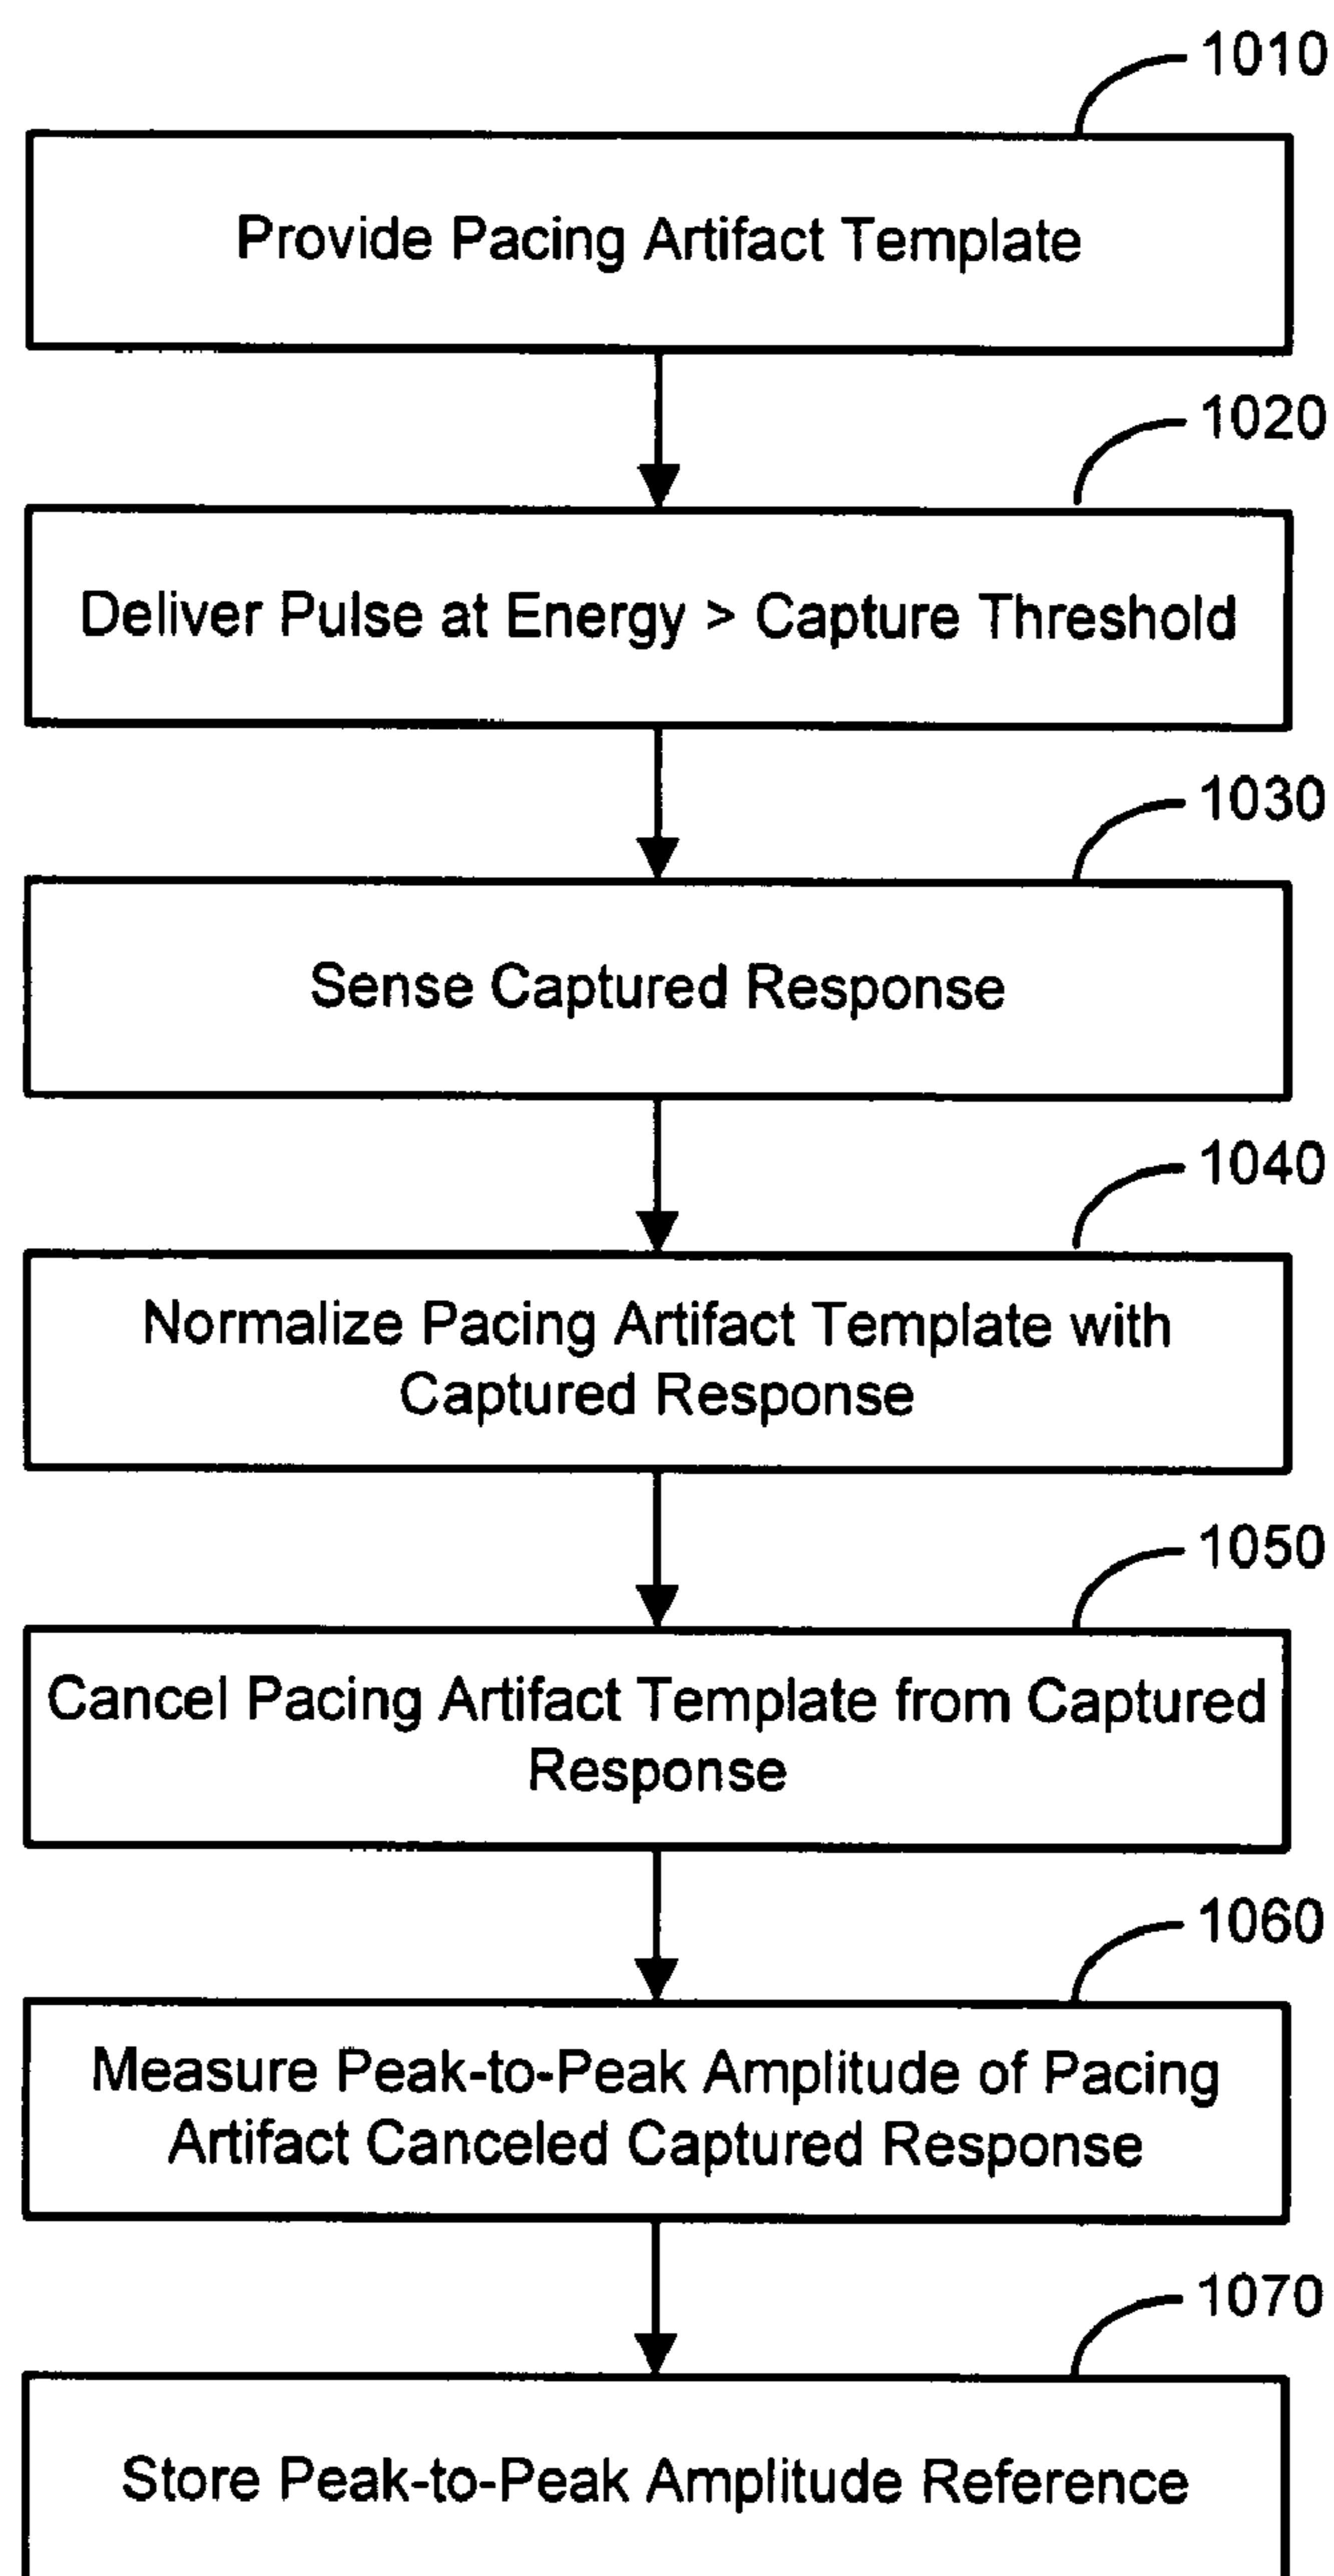 1010
Provide Pacing Artifact Template
1020
Deliver Pulse at Energy > Capture Threshold
1030
Sense Captured Response
1040
Normalize Pacing Artifact Template with
Captured Response
1050
Cancel Pacing Artifact Template from Captured
Response
1060
Measure Peak-to-Peak Amplitude of Pacing
Artifact Canceled Captured Response
1070
Store Peak-to-Peak Amplitude Reference